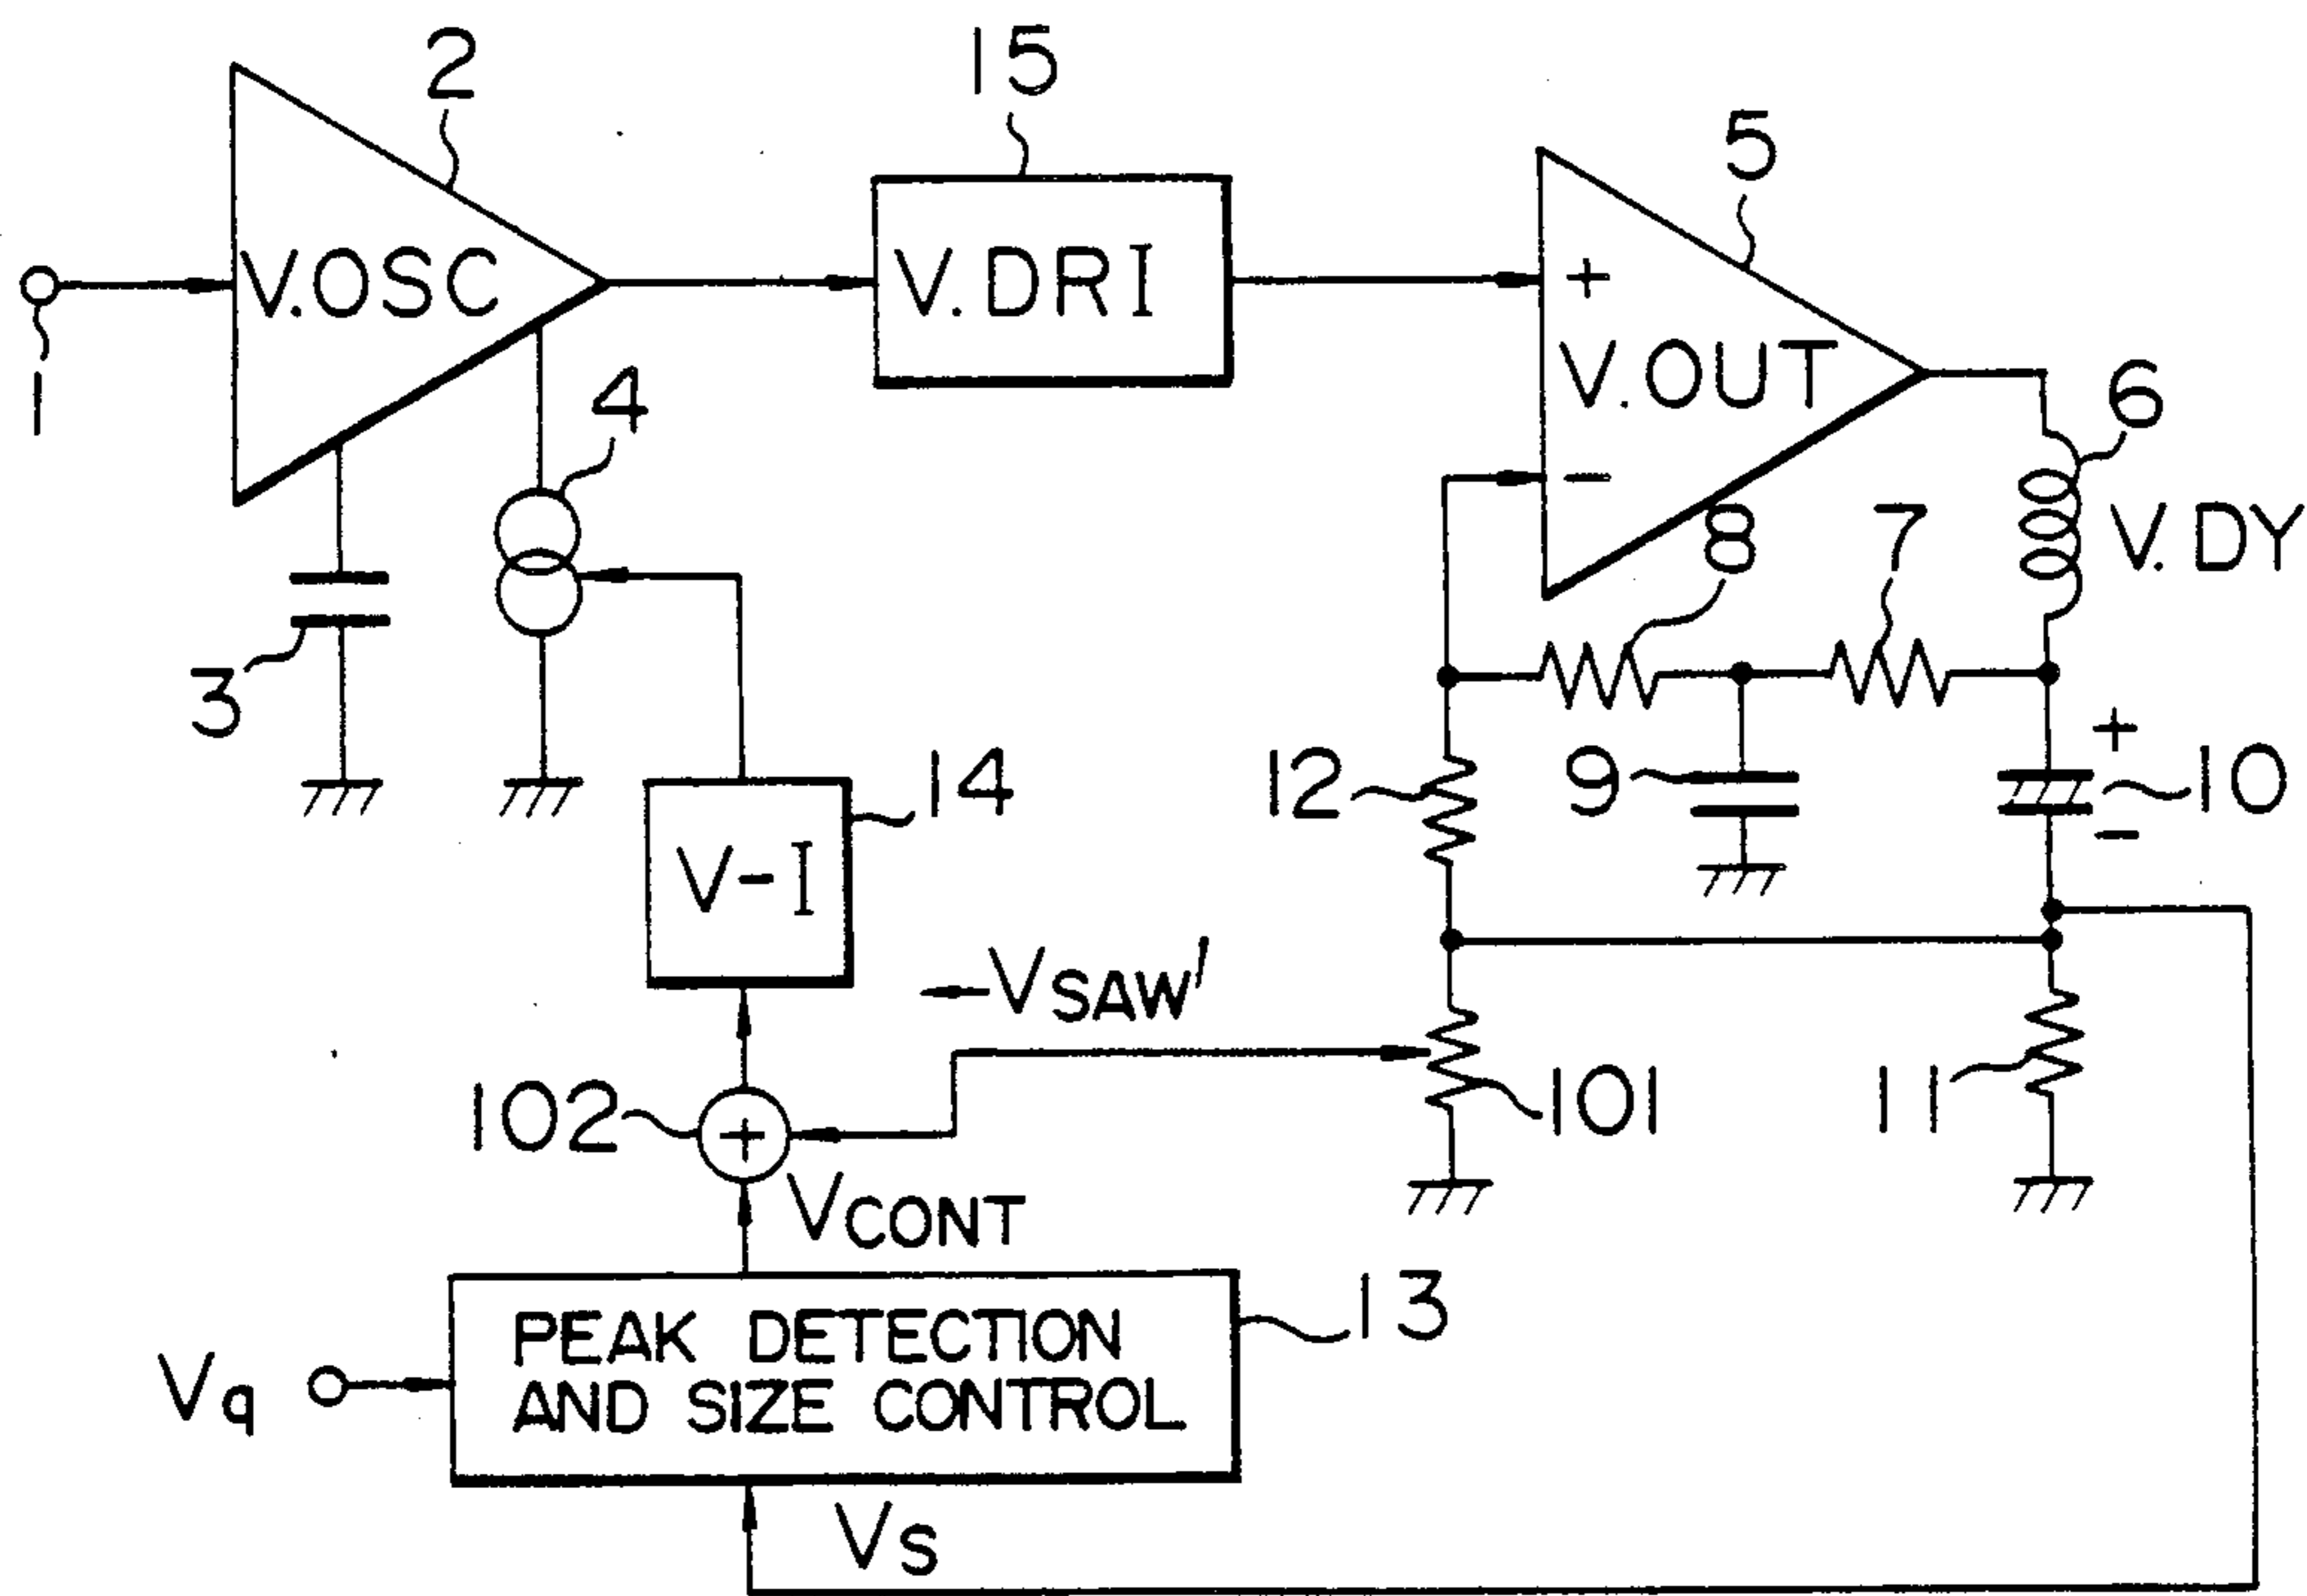 2
15
5
V.OSC
V.DRI
+
V.OUT
−
1
4
6
V.DY
3
8
7
12
9
+
10
−
14
V-I
VSAW'
102
+
101
11
VCONT
13
PEAK DETECTION
AND SIZE CONTROL
Vq
VS